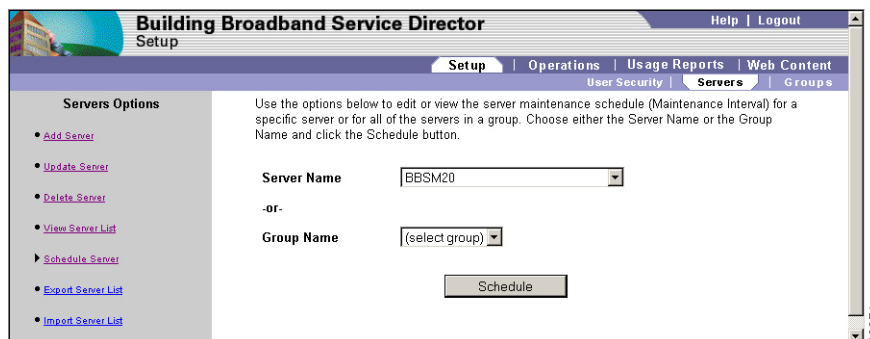 Building Broadband Service Director
Help | Logout
Setup
Setup | Operations | Usage Reports | Web Content
User Security | Servers | Groups
Servers Options
Add Server
Update Server
Delete Server
View Server List
Schedule Server
Export Server List
Import Server List
Use the options below to edit or view the server maintenance schedule (Maintenance Interval) for a
specific server or for all of the servers in a group. Choose either the Server Name or the Group
Name and click the Schedule button.
Server Name BBSM20
-or-
Group Name (select group)
Schedule